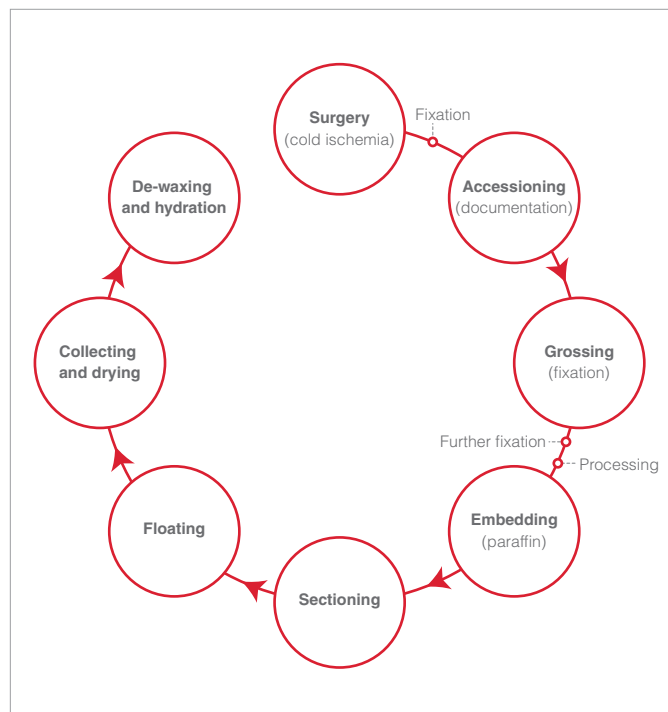 Surgery
(cold ischemia)
Fixation
Accessioning
(documentation)
Grossing
(fixation)
Further fixation
Processing
Embedding
(paraffin)
Sectioning
Floating
Collecting
and drying
De-waxing
and hydration